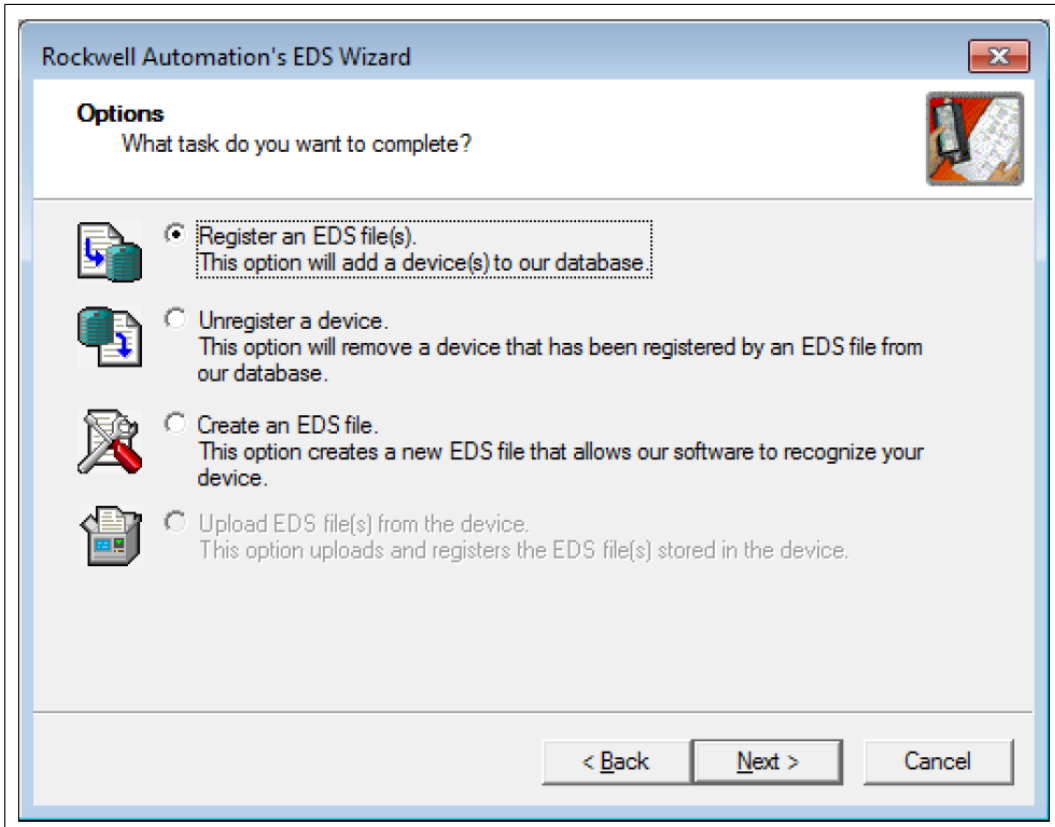 Rockwell Automation's EDS Wizard
Options
What task do you want to complete?
Register an EDS file(s).
This option will add a device(s) to our database.
Unregister a device.
This option will remove a device that has been registered by an EDS file from
our database.
Create an EDS file.
This option creates a new EDS file that allows our software to recognize your
device.
Upload EDS file(s) from the device.
This option uploads and registers the EDS file(s) stored in the device.
< Back
Next >
Cancel